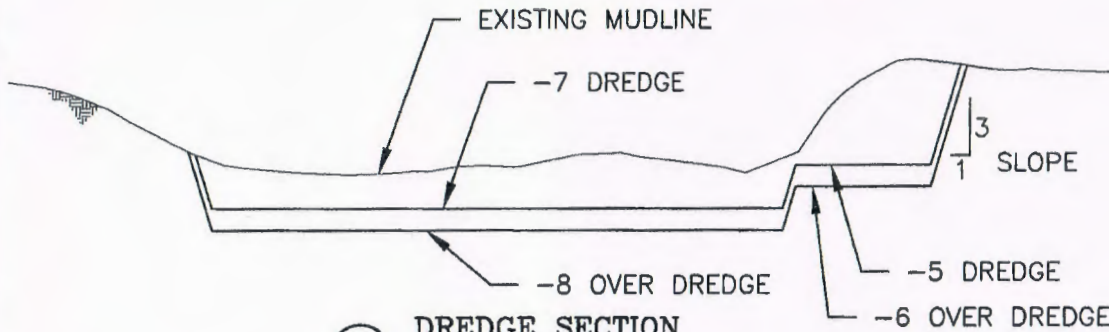 EXISTING MUDLINE
-7 DREDGE
3
1
SLOPE
-8 OVER DREDGE
-5 DREDGE
-6 OVER DREDGE
DREDGE SECTION